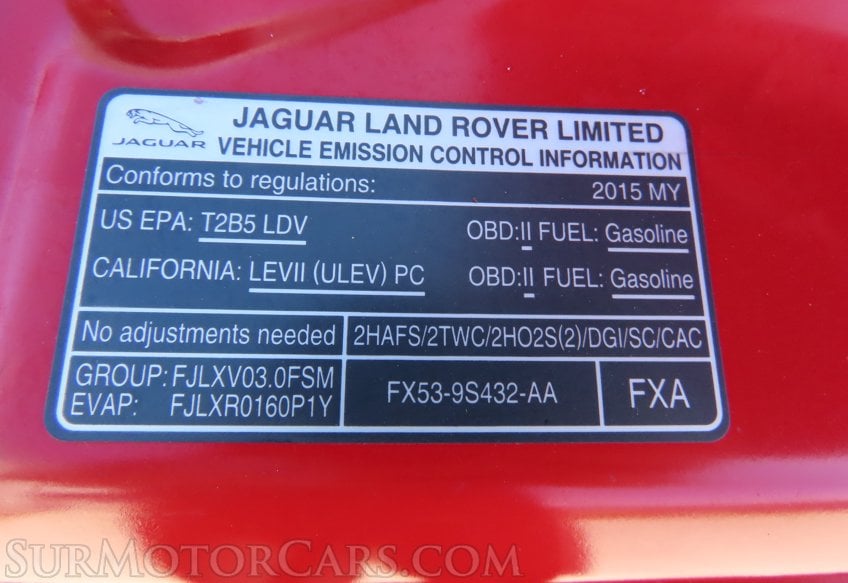 JAGUAR
JAGUAR LAND ROVER LIMITED
VEHICLE EMISSION CONTROL INFORMATION
Conforms to regulations: 2015 MY
US EPA: T2B5 LDV OBD:II FUEL: Gasoline
CALIFORNIA: LEVII (ULEV) PC OBD:II FUEL: Gasoline
No adjustments needed 2HAFS/2TWC/2HO2S(2)/DGI/SC/CAC
GROUP: FJLXV03.0FSM
EVAP: FJLXR0160P1Y
FX53-9S432-AA
FXA
SurMotorCars.com